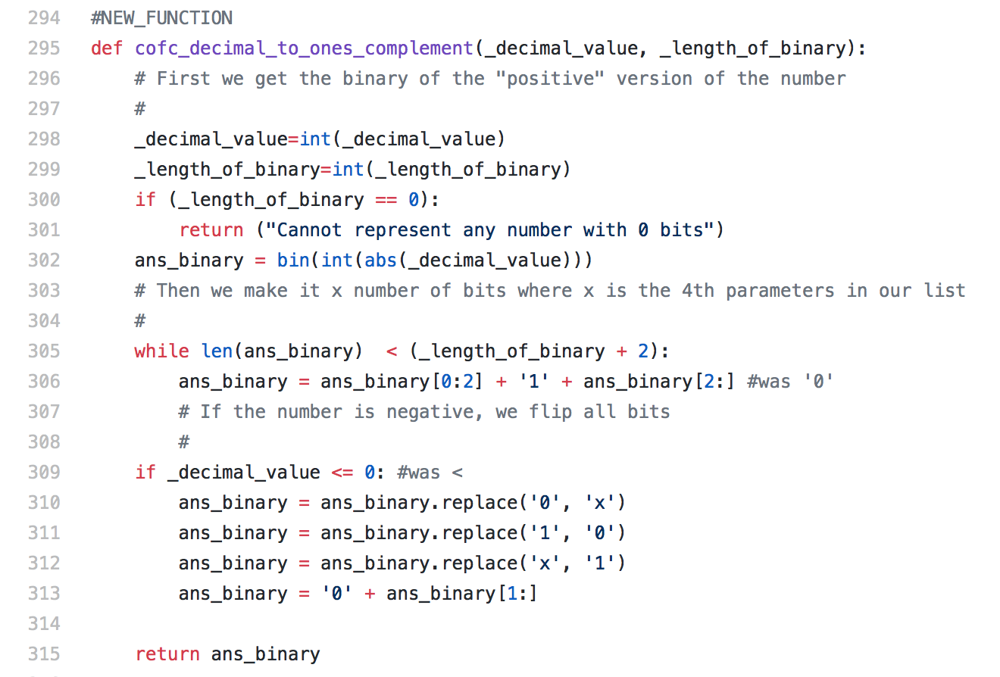 294 #NEW_FUNCTION
295 def cofc_decimal_to_ones_complement(_decimal_value, _length_of_binary):
296     # First we get the binary of the "positive" version of the number
297     #
298     _decimal_value=int(_decimal_value)
299     _length_of_binary=int(_length_of_binary)
300     if (_length_of_binary == 0):
301         return ("Cannot represent any number with 0 bits")
302     ans_binary = bin(int(abs(_decimal_value)))
303     # Then we make it x number of bits where x is the 4th parameters in our list
304     #
305     while len(ans_binary)  < (_length_of_binary + 2):
306         ans_binary = ans_binary[0:2] + '1' + ans_binary[2:] #was '0'
307         # If the number is negative, we flip all bits
308         #
309     if _decimal_value <= 0: #was <
310         ans_binary = ans_binary.replace('0', 'x')
311         ans_binary = ans_binary.replace('1', '0')
312         ans_binary = ans_binary.replace('x', '1')
313         ans_binary = '0' + ans_binary[1:]
314
315     return ans_binary